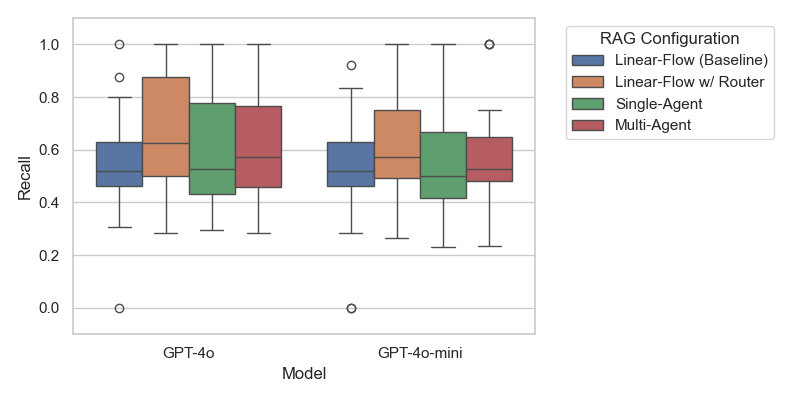 1.0
0.8
0.6
0.4
0.2
0.0
Recall
GPT-4o
GPT-4o-mini
Model
RAG Configuration
Linear-Flow (Baseline)
Linear-Flow w/ Router
Single-Agent
Multi-Agent